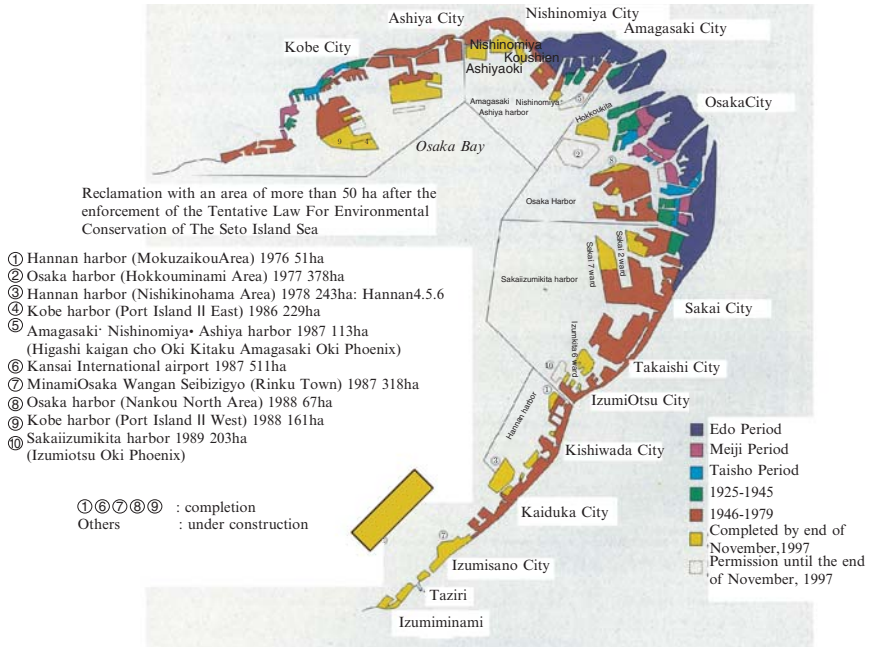 Nishinomiya City
Ashiya City
Amagasaki City
Kobe City
Nishinomiya
Koushien
Ashiyaoki
Amagasaki Nishinomiya
Ashiya harbor
Hokkoukita
OsakaCity
Osaka Bay
9
4
②
⑧
Osaka Harbor
Reclamation with an area of more than 50 ha after the
enforcement of the Tentative Law For Environmental
Conservation of The Seto Island Sea
① Hannan harbor (MokuzaikouArea) 1976 51ha
② Osaka harbor (Hokkouminami Area) 1977 378ha
③ Hannan harbor (Nishikinohama Area) 1978 243ha: Hannan4.5.6
④ Kobe harbor (Port Island II East) 1986 229ha
⑤ Amagasaki· Nishinomiya• Ashiya harbor 1987 113ha
(Higashi kaigan cho Oki Kitaku Amagasaki Oki Phoenix)
⑥ Kansai International airport 1987 511ha
⑦ MinamiOsaka Wangan Seibizigyo (Rinku Town) 1987 318ha
⑧ Osaka harbor (Nankou North Area) 1988 67ha
⑨ Kobe harbor (Port Island II West) 1988 161ha
⑩ Sakaiizumikita harbor 1989 203ha
(Izumiotsu Oki Phoenix)
①⑥⑦⑧⑨ : completion
Others : under construction
Sakai 7 ward
Sakai 2 ward
Sakaiizumikita harbor
Sakai City
Izumikita 6 ward
10
①
Takaishi City
IzumiOtsu City
Hannan harbor
Kishiwada City
③
Kaiduka City
⑦
Izumisano City
Taziri
Izumiminami
Edo Period
Meiji Period
Taisho Period
1925-1945
1946-1979
Completed by end of
November,1997
Permission until the end
of November, 1997